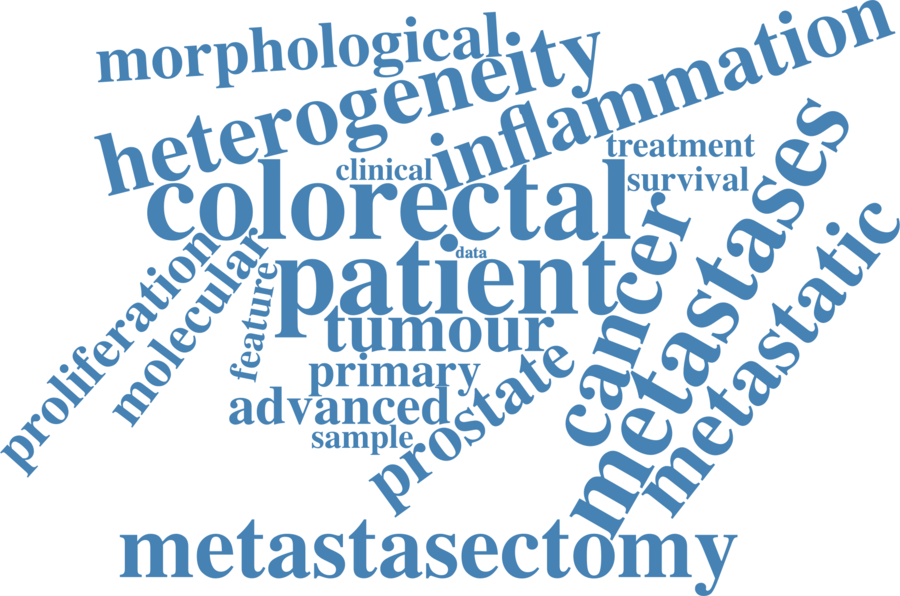 morphological
heterogeneity
inflammation
treatment
clinical
survival
colorectal
data
patient
cancer
metastases
metastatic
proliferation
molecular
feature
tumour
primary
prostate
advanced
sample
metastasectomy